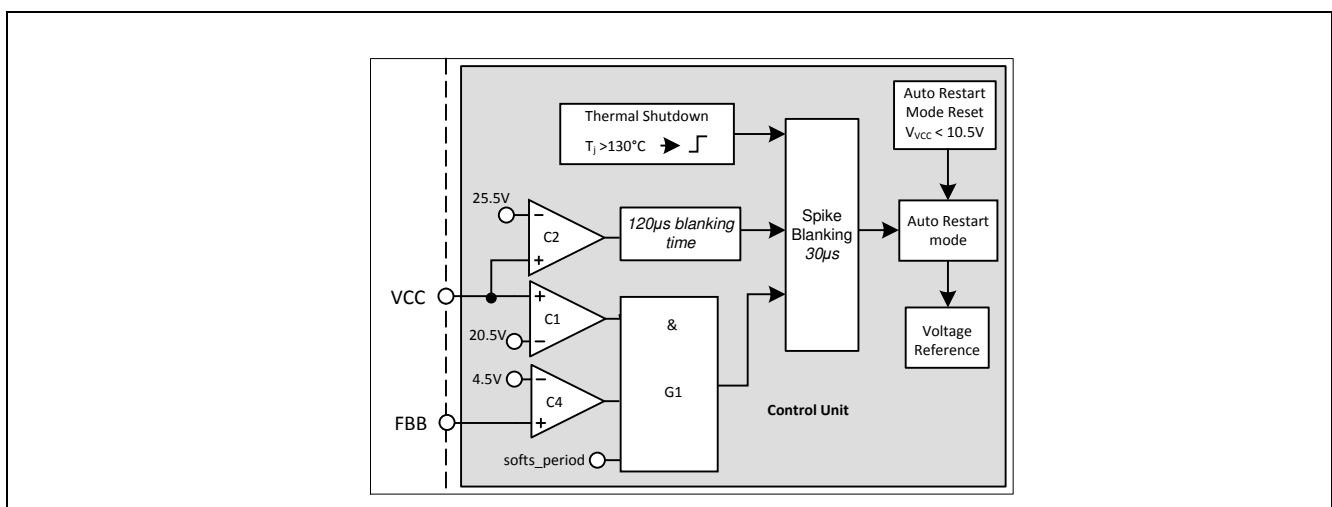 Thermal Shutdown
Tj >130°C
Auto Restart
Mode Reset
VVCC < 10.5V
25.5V
C2
120µs blanking
time
Spike
Blanking
30µs
Auto Restart
mode
VCC
C1
20.5V
&
G1
Voltage
Reference
4.5V
C4
FBB
Control Unit
softs_period